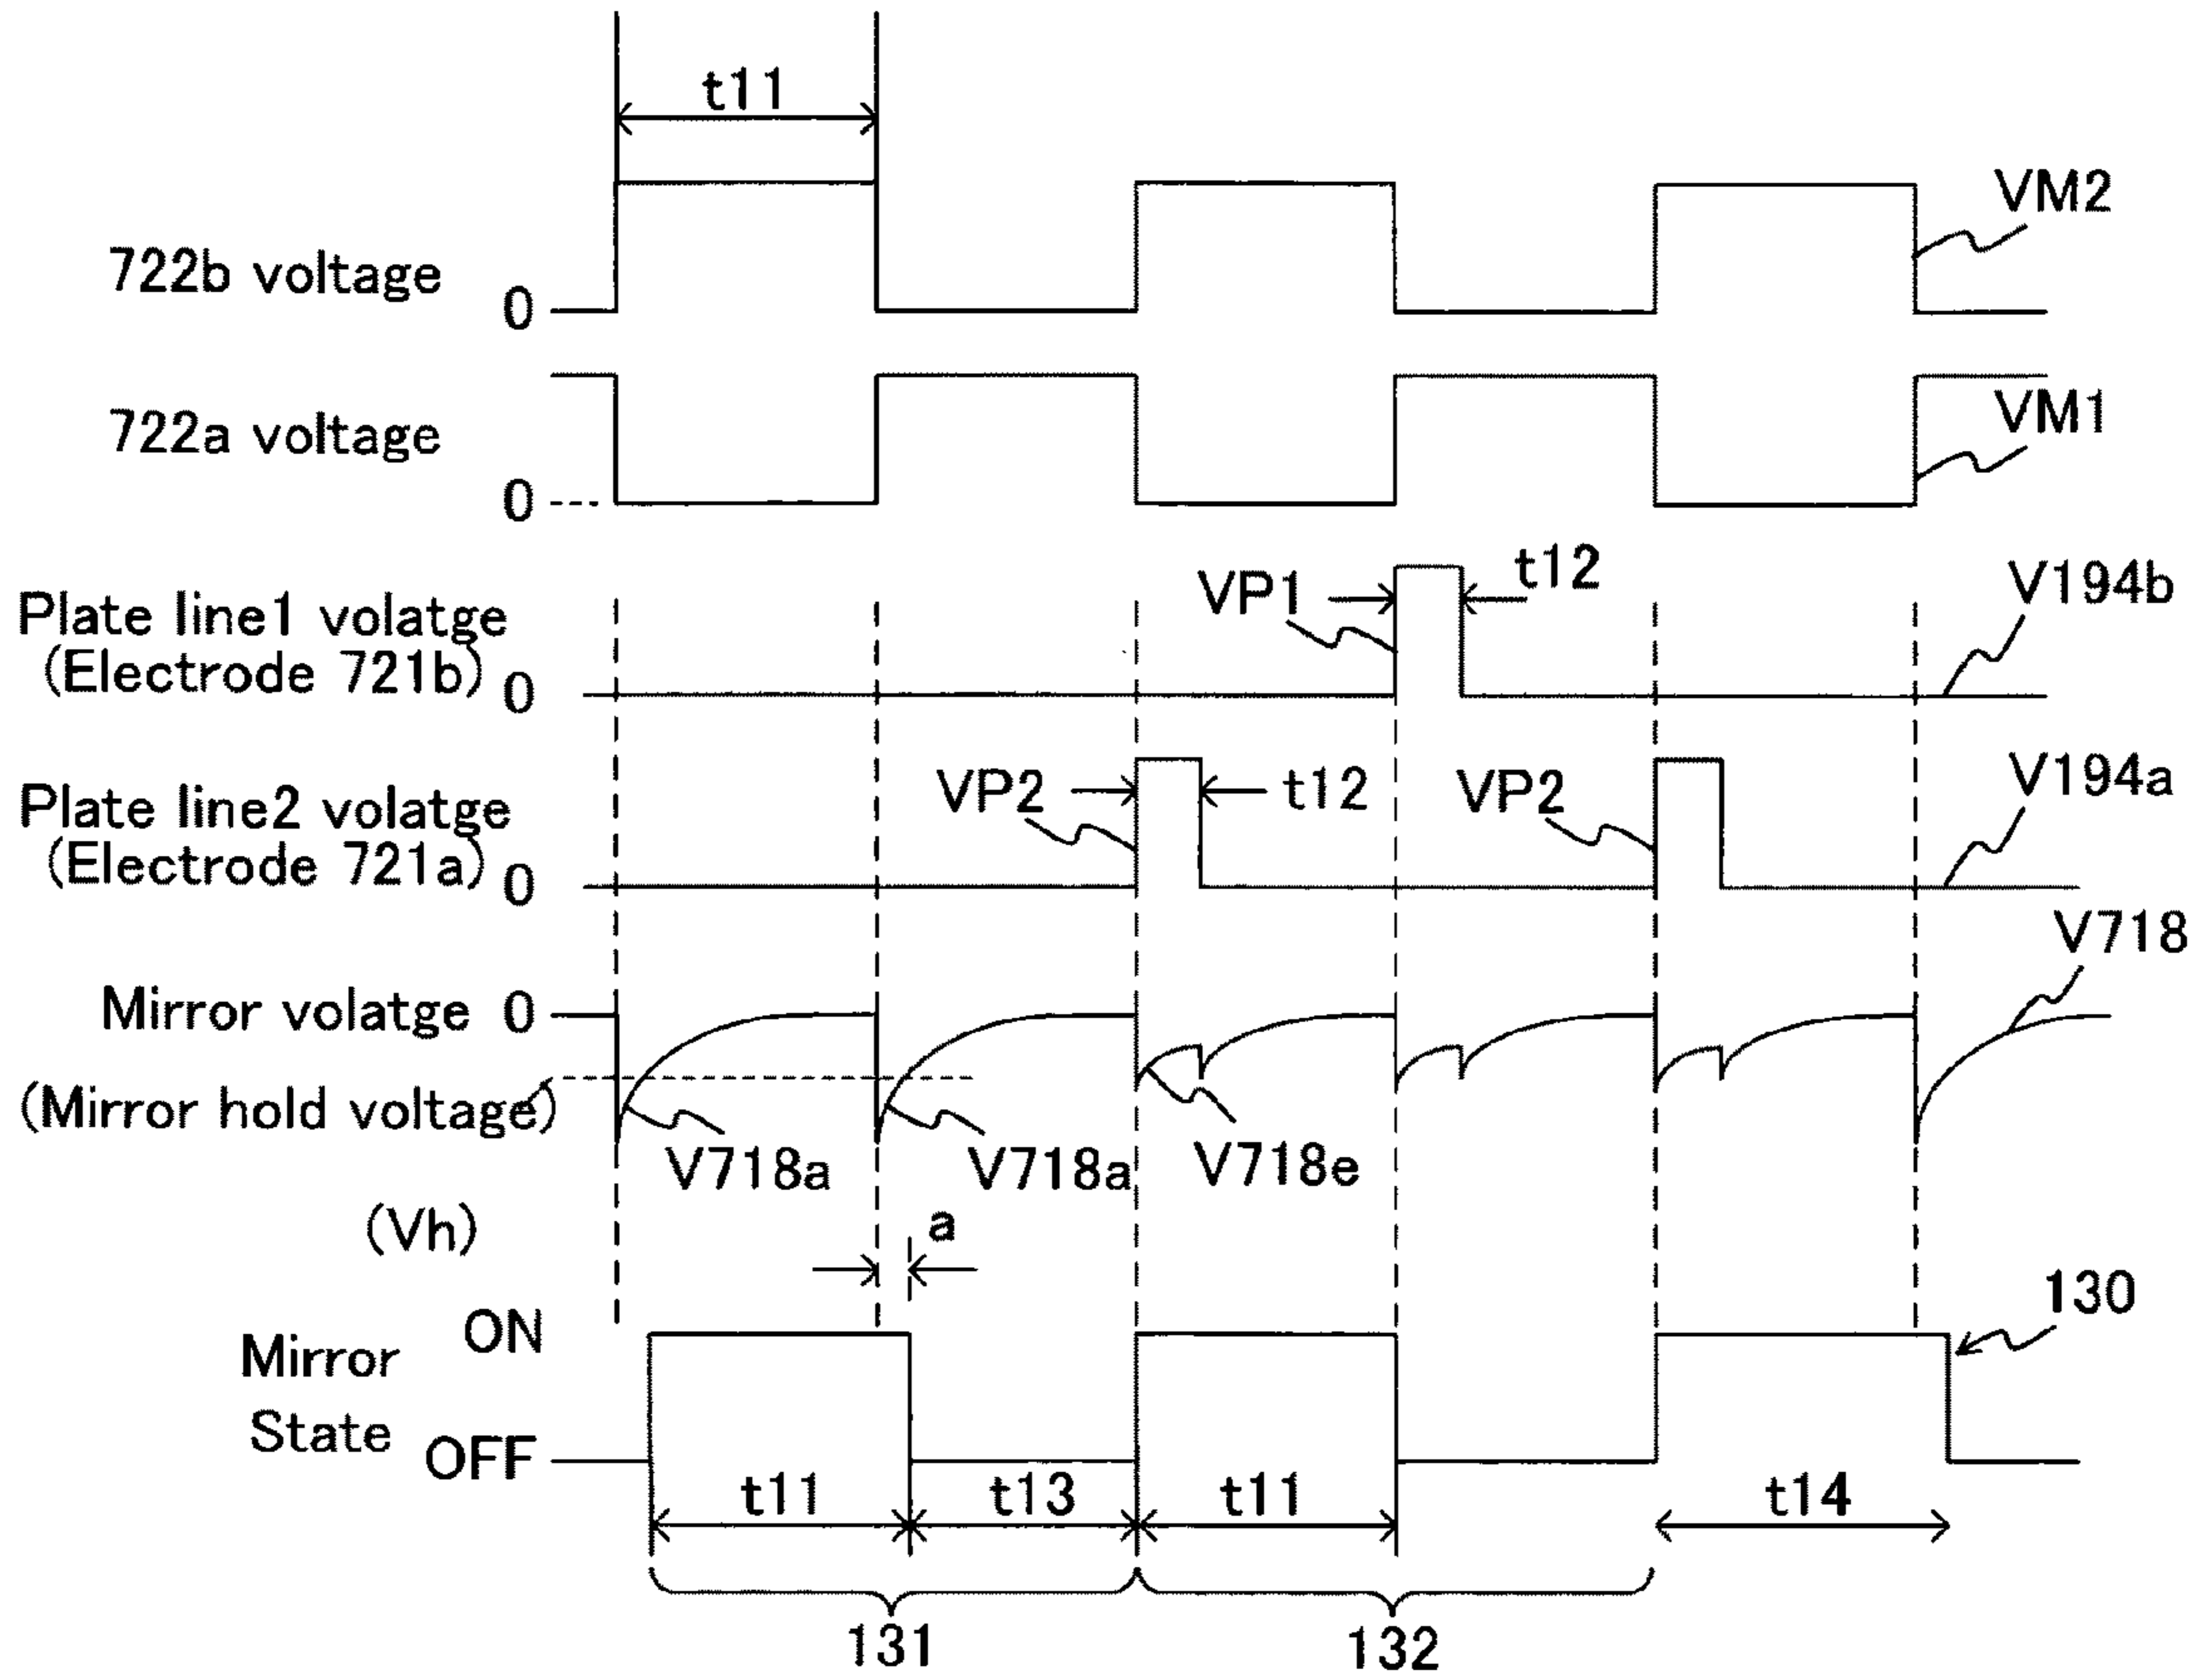 t11
VM2
722b voltage
0
722a voltage
VM1
0
VP1
t12
V194b
Plate line1 volatge
(Electrode 721b)
0
VP2
t12
VP2
V194a
Plate line2 volatge
(Electrode 721a)
0
V718
Mirror volatge 0
(Mirror hold voltage)
V718a
V718a
V718e
(Vh)
a
130
ON
Mirror
State
OFF
t11
t13
t11
t14
131
132